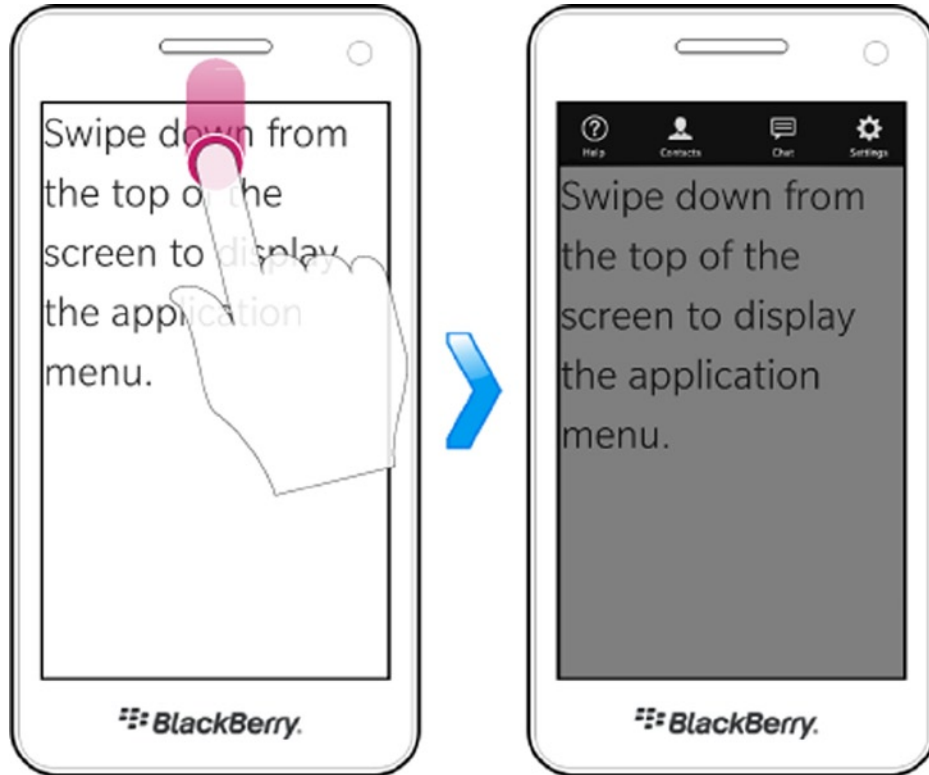 Swipe down from
the top of the
screen to display
the application
menu.
BlackBerry.
Help Contacts Chat Settings
Swipe down from
the top of the
screen to display
the application
menu.
BlackBerry.